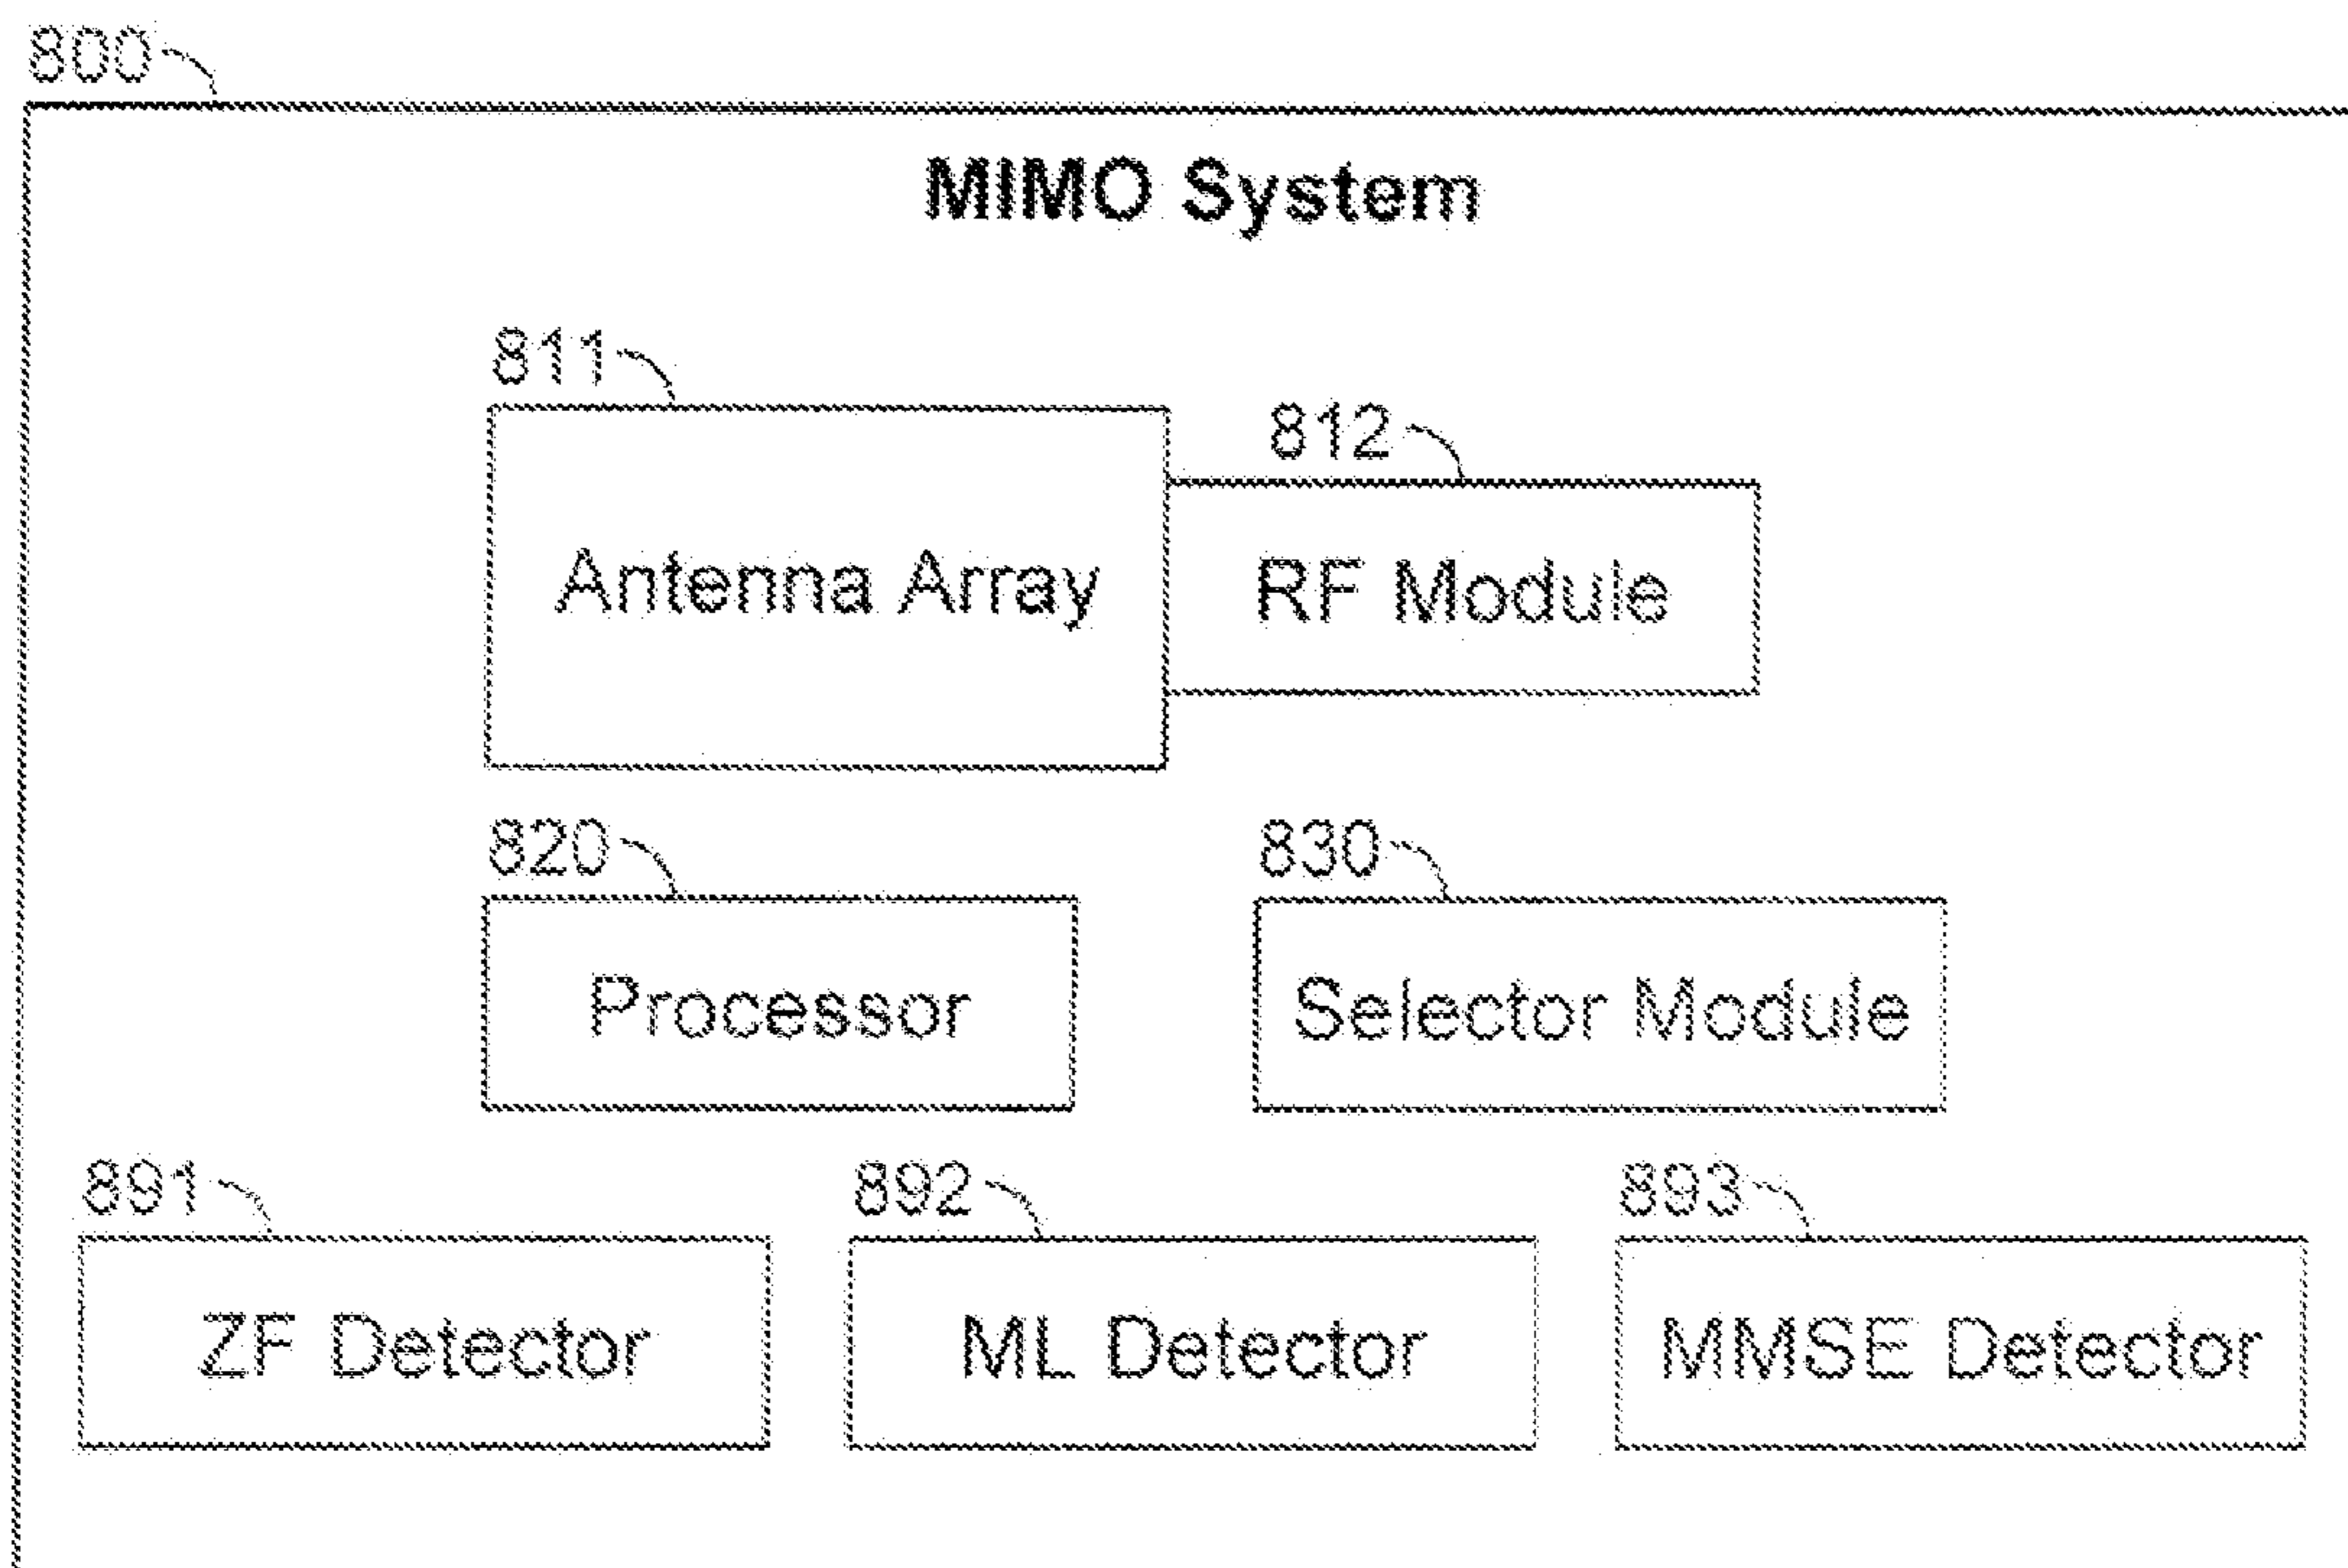 800
MIMO System
811
812
Antenna Array
RF Module
820
830
Processor
Selector Module
891
892
893
ZF Detector
ML Detector
MMSE Detector